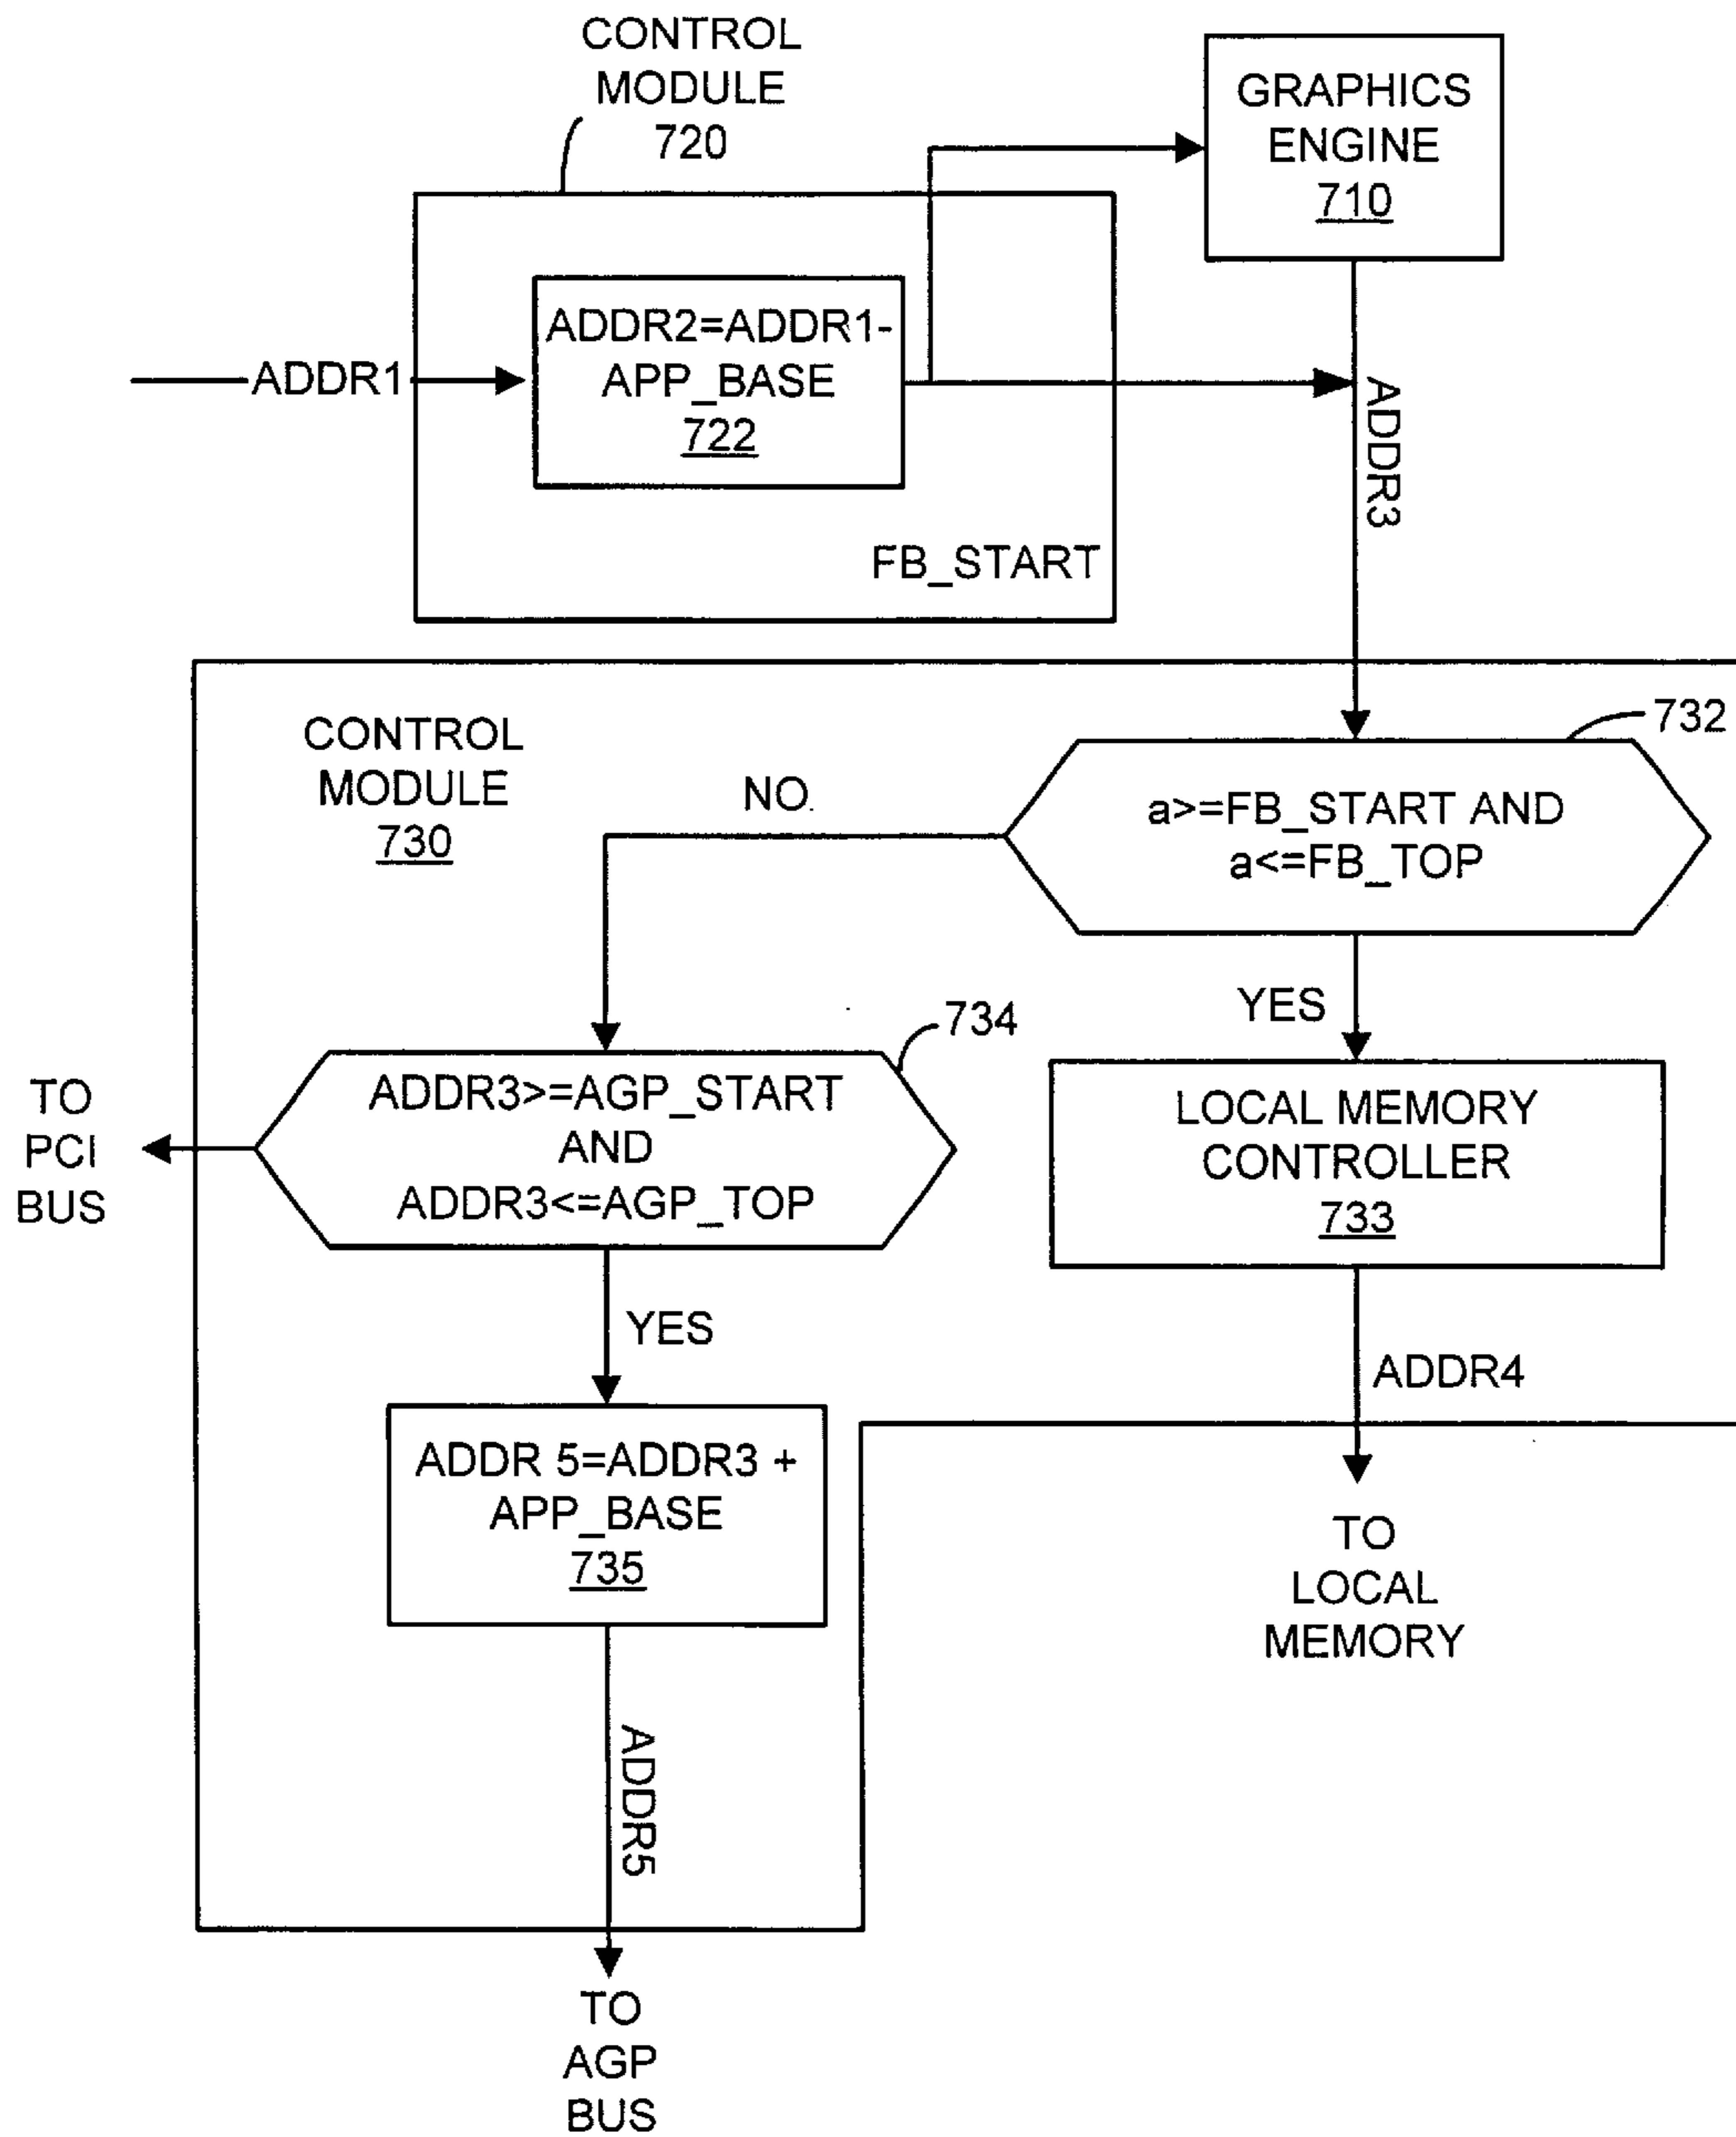 CONTROL
MODULE
720
GRAPHICS
ENGINE
710
ADDR1
ADDR2=ADDR1-
APP_BASE
722
FB_START
ADDR3
CONTROL
MODULE
730
732
NO.
a>=FB_START AND
a<=FB_TOP
YES
734
TO
PCI
BUS
ADDR3>=AGP_START
AND
ADDR3<=AGP_TOP
LOCAL MEMORY
CONTROLLER
733
YES
ADDR4
ADDR 5=ADDR3 +
APP_BASE
735
TO
LOCAL
MEMORY
ADDR5
TO
AGP
BUS